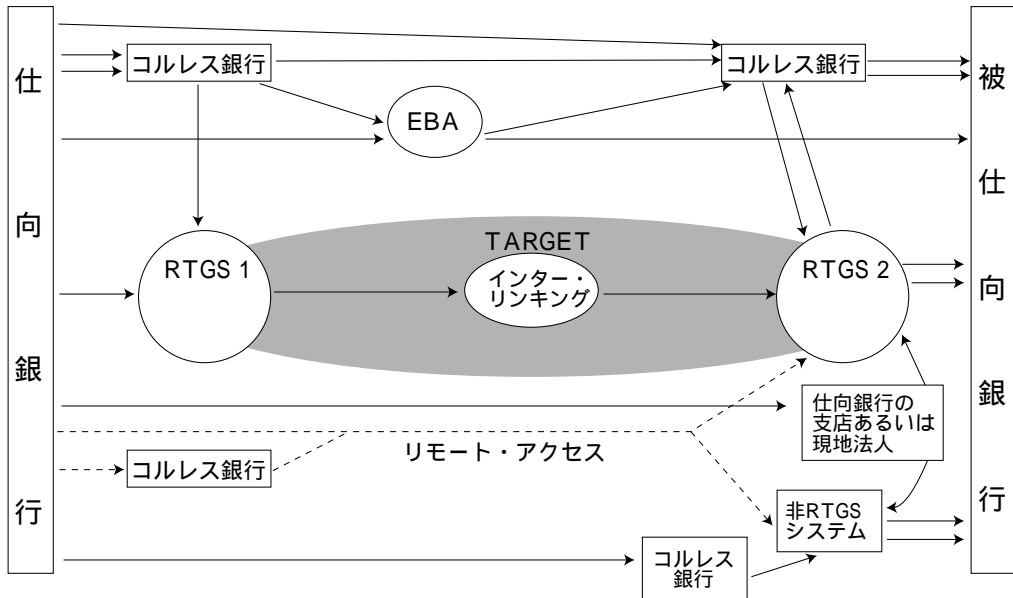 仕向銀行
コルレス銀行
コルレス銀行
被仕向銀行
EBA
TARGET
RTGS 1
インター・
リンキング
RTGS 2
仕向銀行の
支店あるいは
現地法人
リモート・アクセス
コルレス銀行
非RTGS
システム
コルレス
銀行